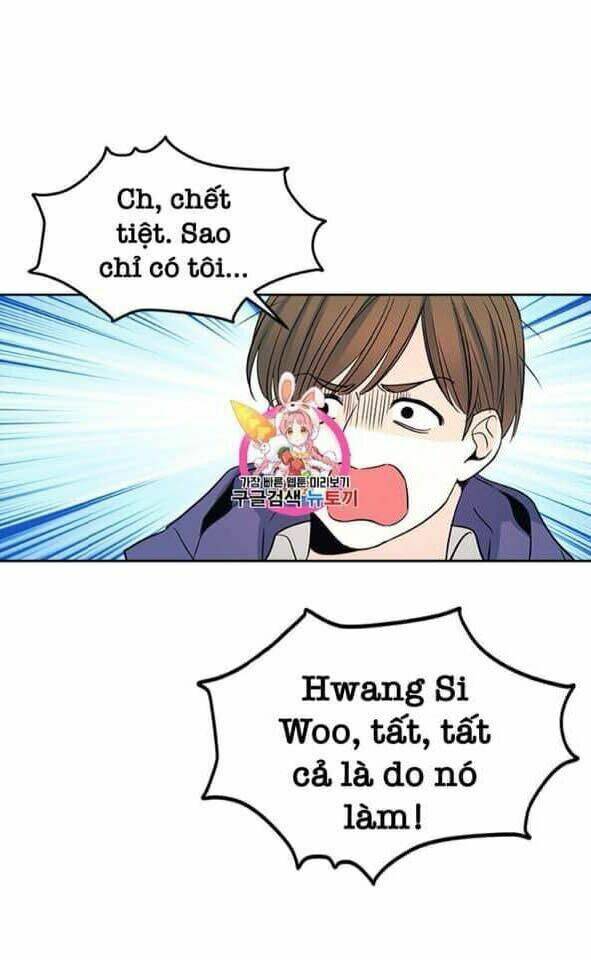 Ch, chết
tiệt. Sao
chỉ có tôi...
가장 빠른 웹툰 미리보기
구글검색 뉴토끼
Hwang Si
Woo, tất, tất
cả là do nó
làm!